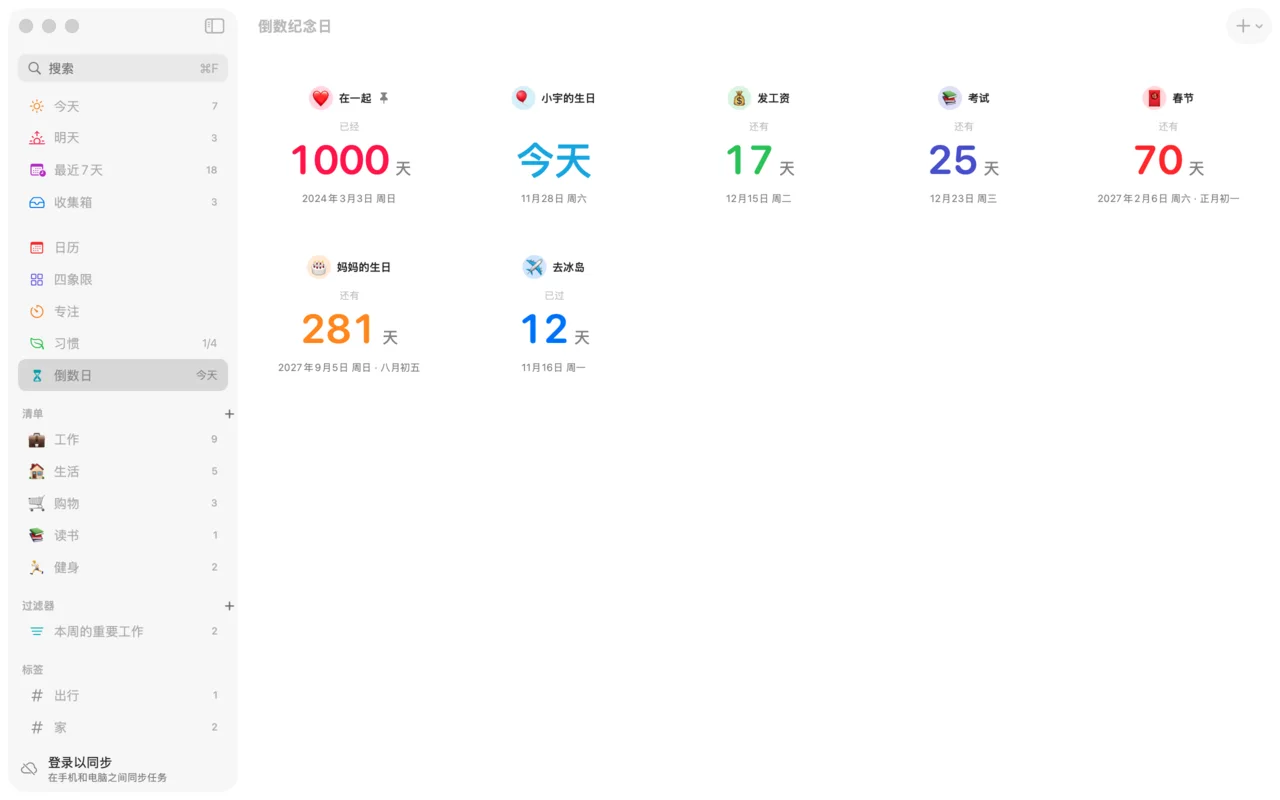 搜索 ⌘F
今天 7
明天 3
最近7天 18
收集箱 3
日历
四象限
专注
习惯 1/4
倒数日 今天
清单
工作 9
生活 5
购物 3
读书 1
健身 2
过滤器
本周的重要工作 2
标签
# 出行 1
# 家 2
登录以同步
在手机和电脑之间同步任务
倒数纪念日
在一起
已经
1000 天
2024年3月3日 周日
小宇的生日
今天
11月28日 周六
发工资
还有
17 天
12月15日 周二
考试
还有
25 天
12月23日 周三
春节
还有
70 天
2027年2月6日 周六 · 正月初一
妈妈的生日
还有
281 天
2027年9月5日 周日 · 八月初五
去冰岛
已过
12 天
11月16日 周一